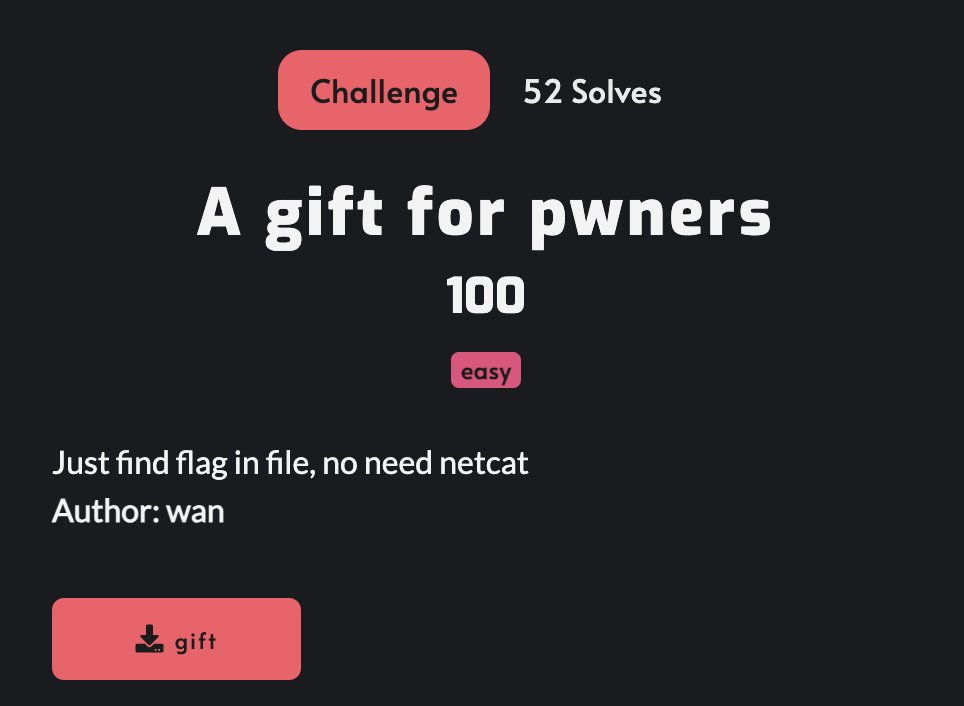 Challenge
52 Solves
A gift for pwners
100
easy
Just find flag in file, no need netcat
Author: wan
gift